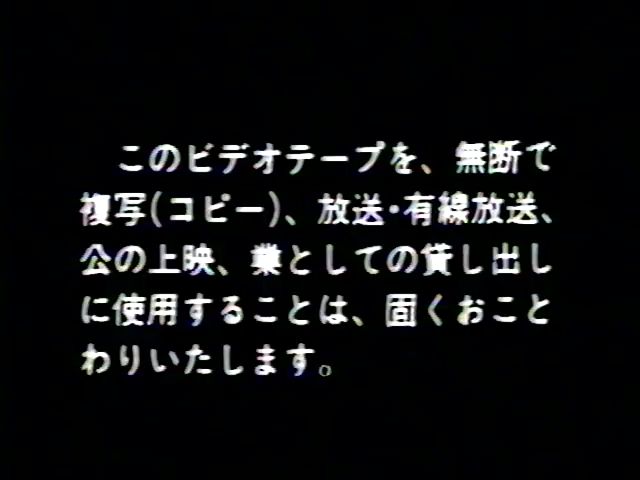 このビデオテープを、無断で
複写(コピー)、放送・有線放送、
公の上映、業としての貸し出し
に使用することは、固くおこと
わりいたします。